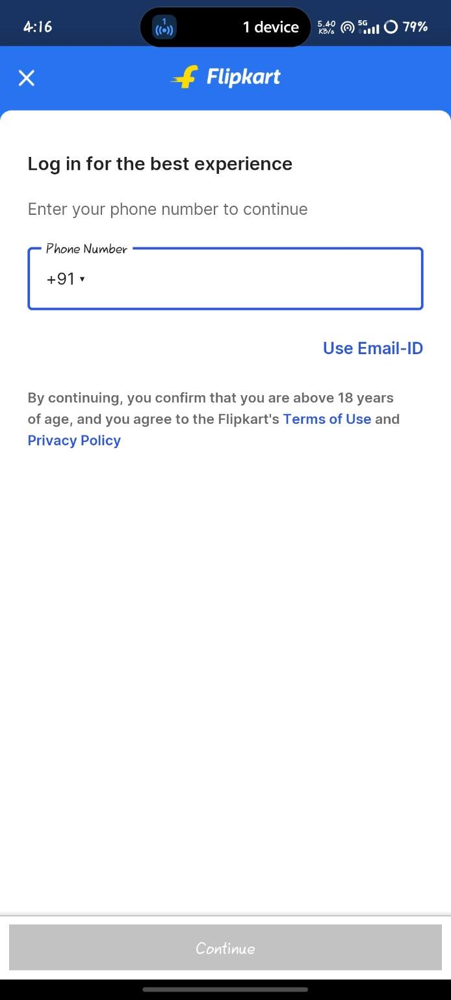 4:16
1
1 device
5.40
KB/s
5G
79%
Flipkart
Log in for the best experience
Enter your phone number to continue
Phone Number
+91
Use Email-ID
By continuing, you confirm that you are above 18 years
of age, and you agree to the Flipkart's Terms of Use and
Privacy Policy
Continue